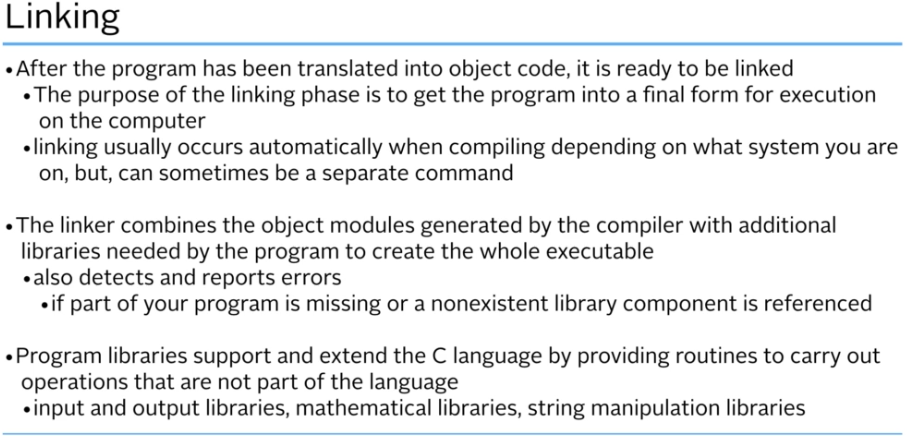 Linking
•After the program has been translated into object code, it is ready to be linked
•The purpose of the linking phase is to get the program into a final form for execution
on the computer
•linking usually occurs automatically when compiling depending on what system you are
on, but, can sometimes be a separate command
•The linker combines the object modules generated by the compiler with additional
libraries needed by the program to create the whole executable
•also detects and reports errors
•if part of your program is missing or a nonexistent library component is referenced
•Program libraries support and extend the C language by providing routines to carry out
operations that are not part of the language
•input and output libraries, mathematical libraries, string manipulation libraries